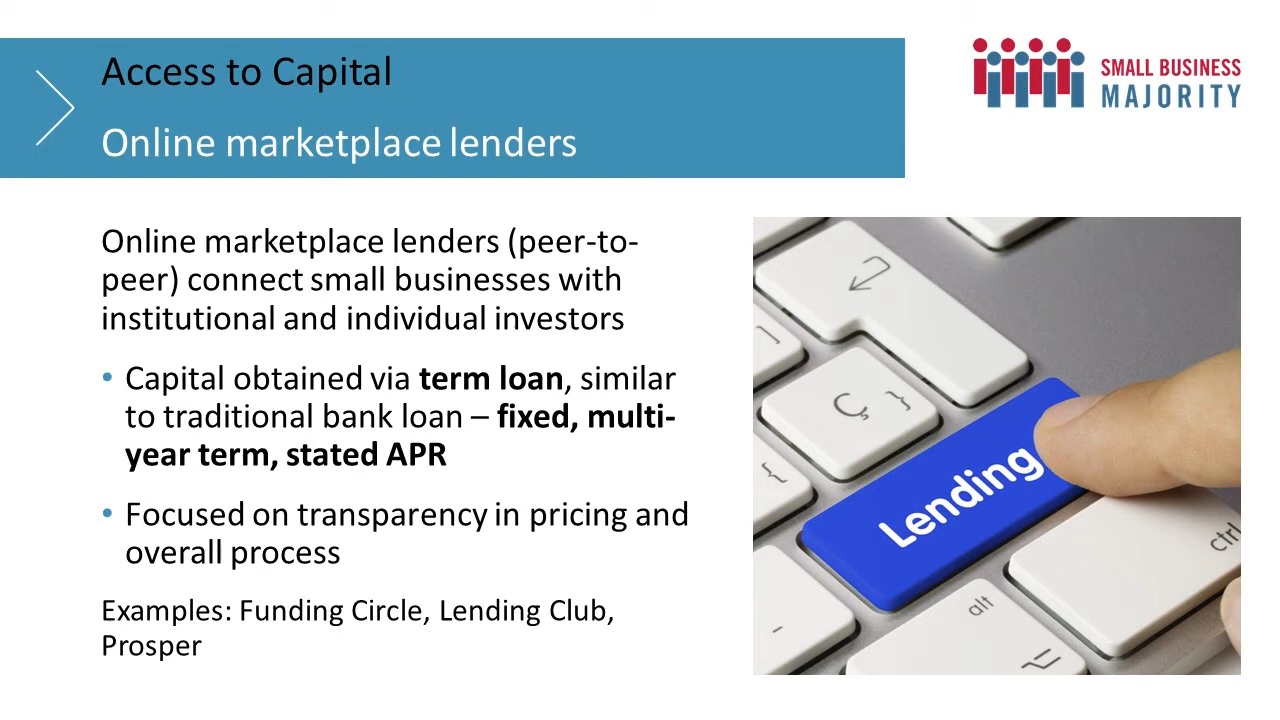 Access to Capital
Online marketplace lenders
SMALL BUSINESS
MAJORITY
Online marketplace lenders (peer-to-
peer) connect small businesses with
institutional and individual investors
• Capital obtained via term loan, similar
to traditional bank loan – fixed, multi-
year term, stated APR
• Focused on transparency in pricing and
overall process
Examples: Funding Circle, Lending Club,
Prosper
]
Ç }
{
Lending
ctrl
-
alt